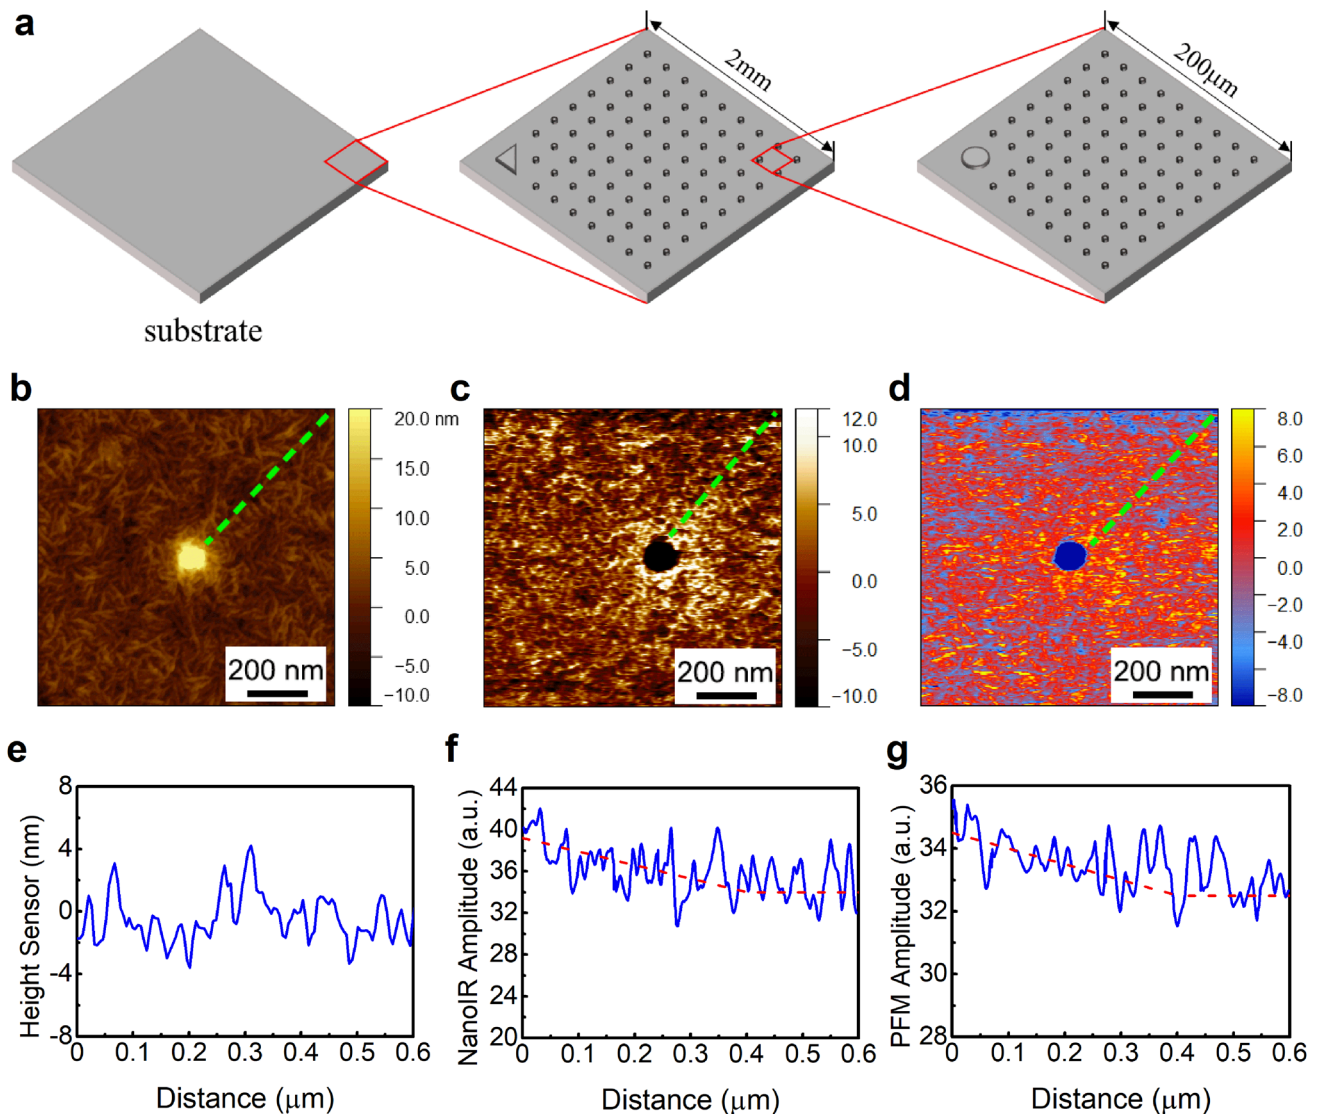 a
2mm
200μm
substrate
b
20.0 nm
15.0
10.0
5.0
0.0
−5.0
−10.0
200 nm
c
12.0
10.0
5.0
0.0
−5.0
−10.0
200 nm
d
8.0
6.0
4.0
2.0
0.0
−2.0
−4.0
−6.0
−8.0
200 nm
e
8
4
0
-4
-8
Height Sensor (nm)
0 0.1 0.2 0.3 0.4 0.5 0.6
Distance (μm)
f
44
40
36
32
28
24
20
NanoIR Amplitude (a.u.)
0 0.1 0.2 0.3 0.4 0.5 0.6
Distance (μm)
g
36
34
32
30
28
PFM Amplitude (a.u.)
0 0.1 0.2 0.3 0.4 0.5 0.6
Distance (μm)